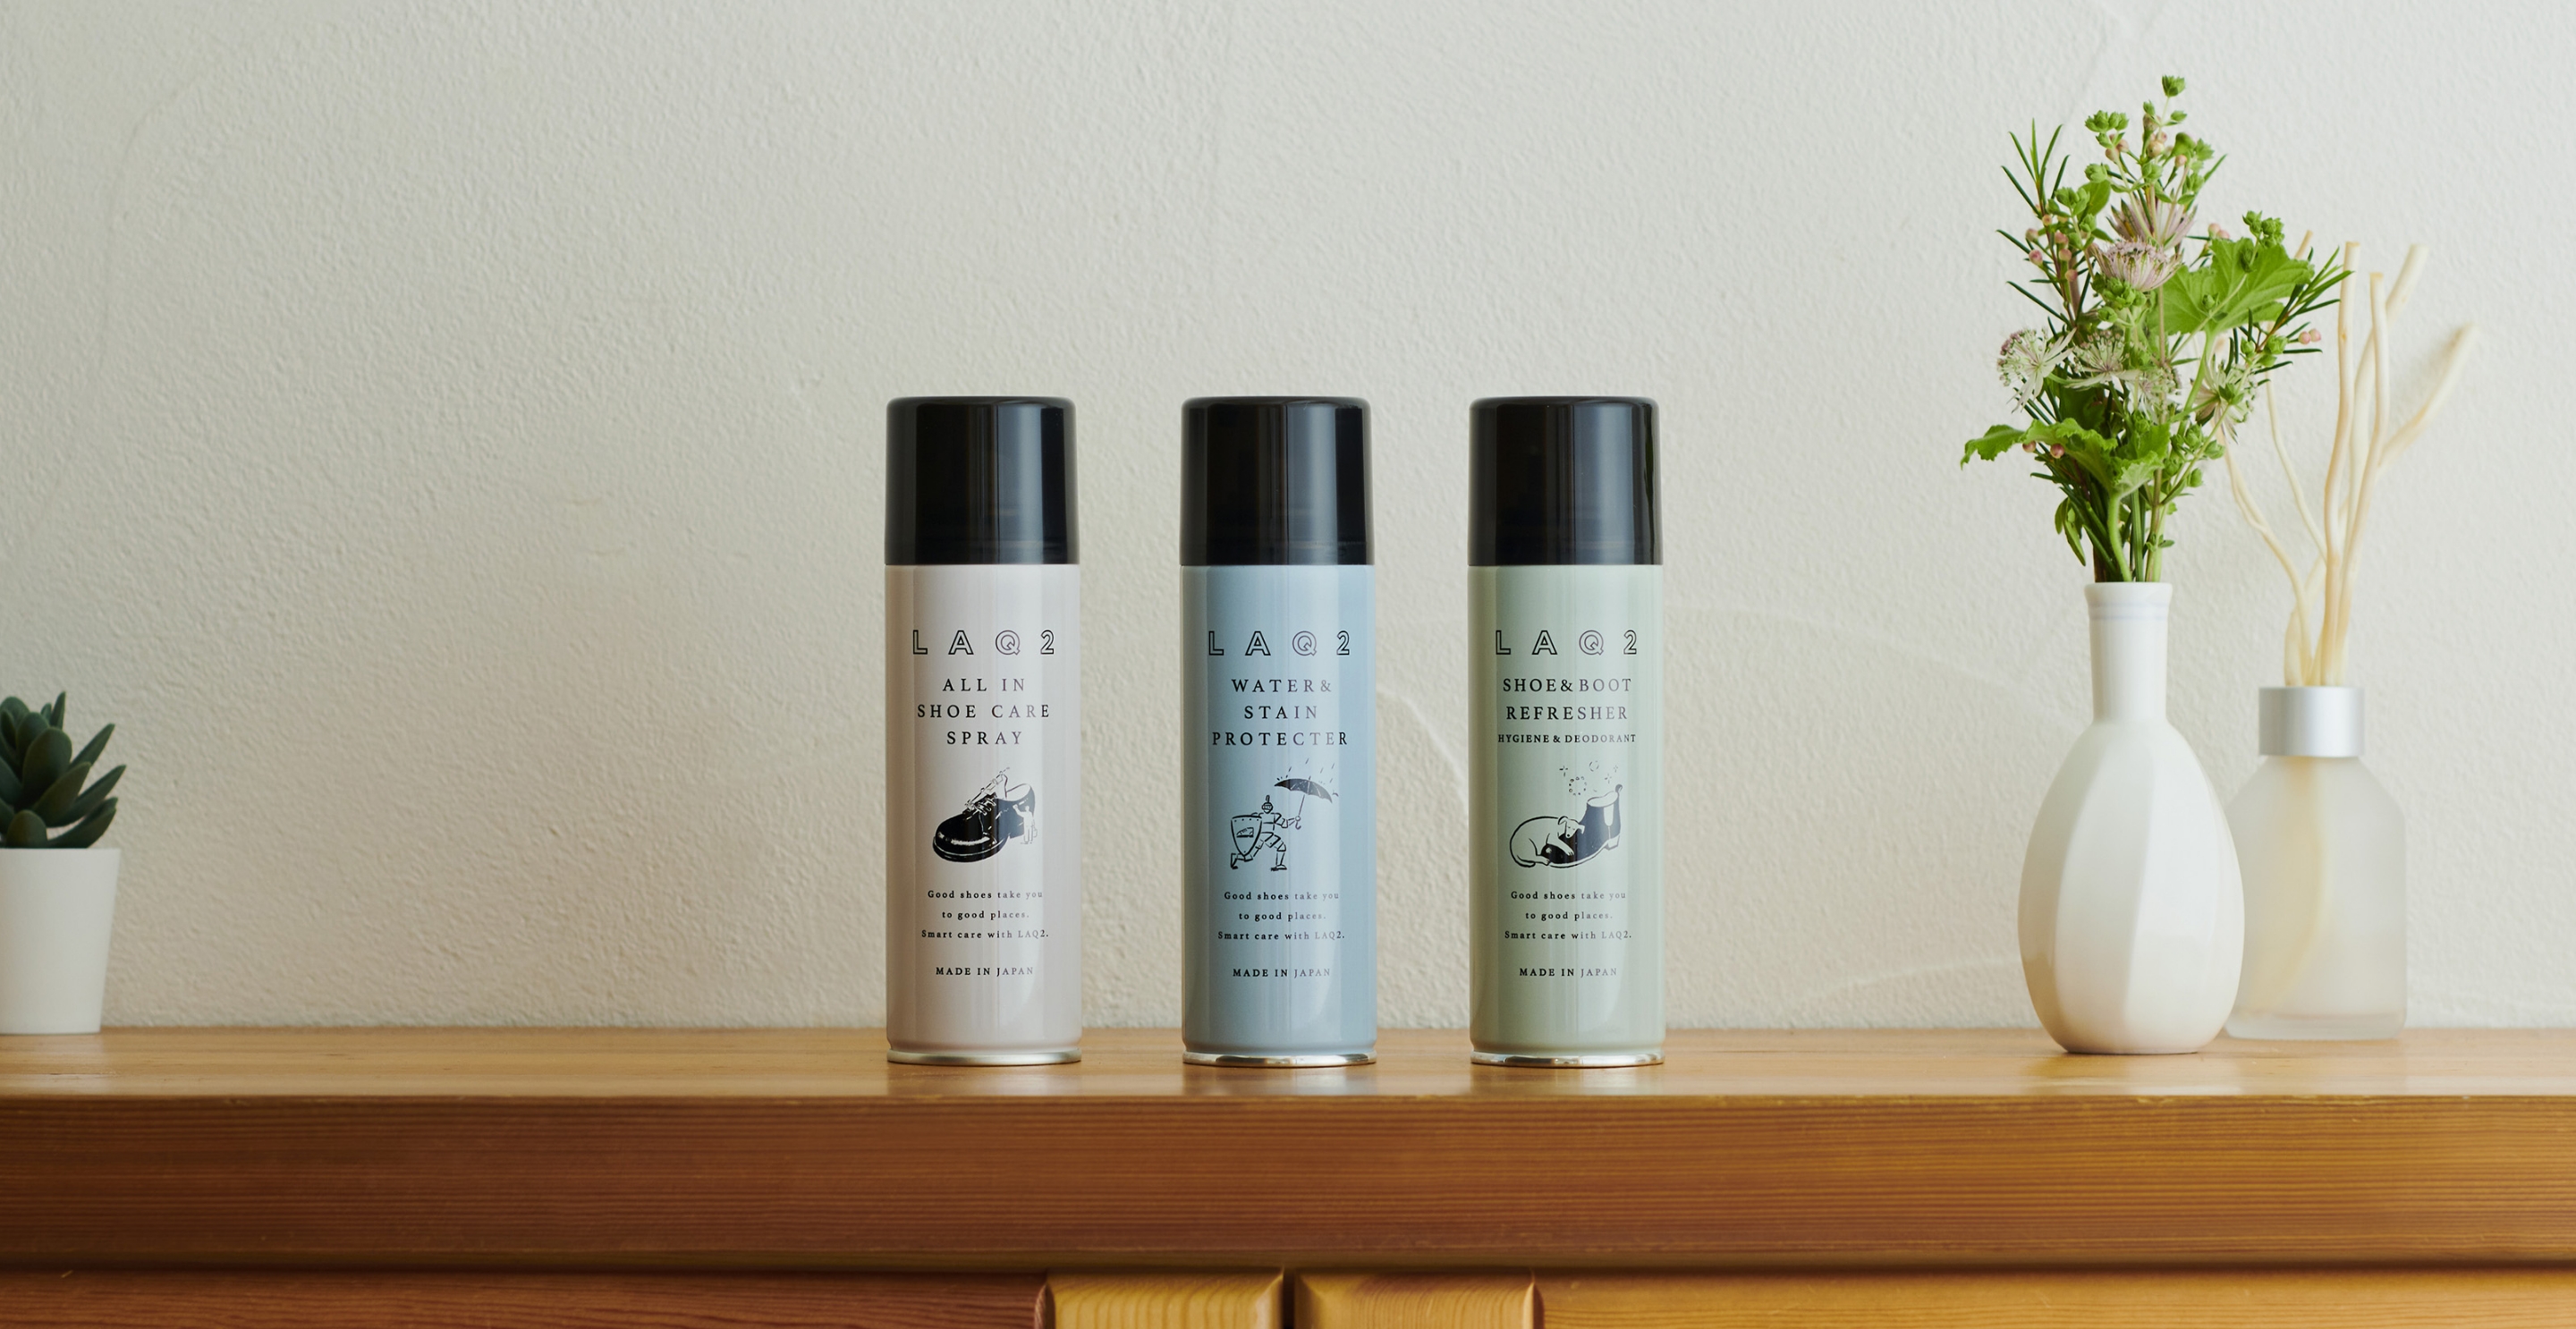 LAQ2
ALL IN
SHOE CARE
SPRAY
Good shoes take you
to good places.
Smart care with LAQ2.
MADE IN JAPAN
LAQ2
WATER&
STAIN
PROTECTER
Good shoes take you
to good places.
Smart care with LAQ2.
MADE IN JAPAN
LAQ2
SHOE&BOOT
REFRESHER
HYGIENE & DEODORANT
Good shoes take you
to good places.
Smart care with LAQ2.
MADE IN JAPAN